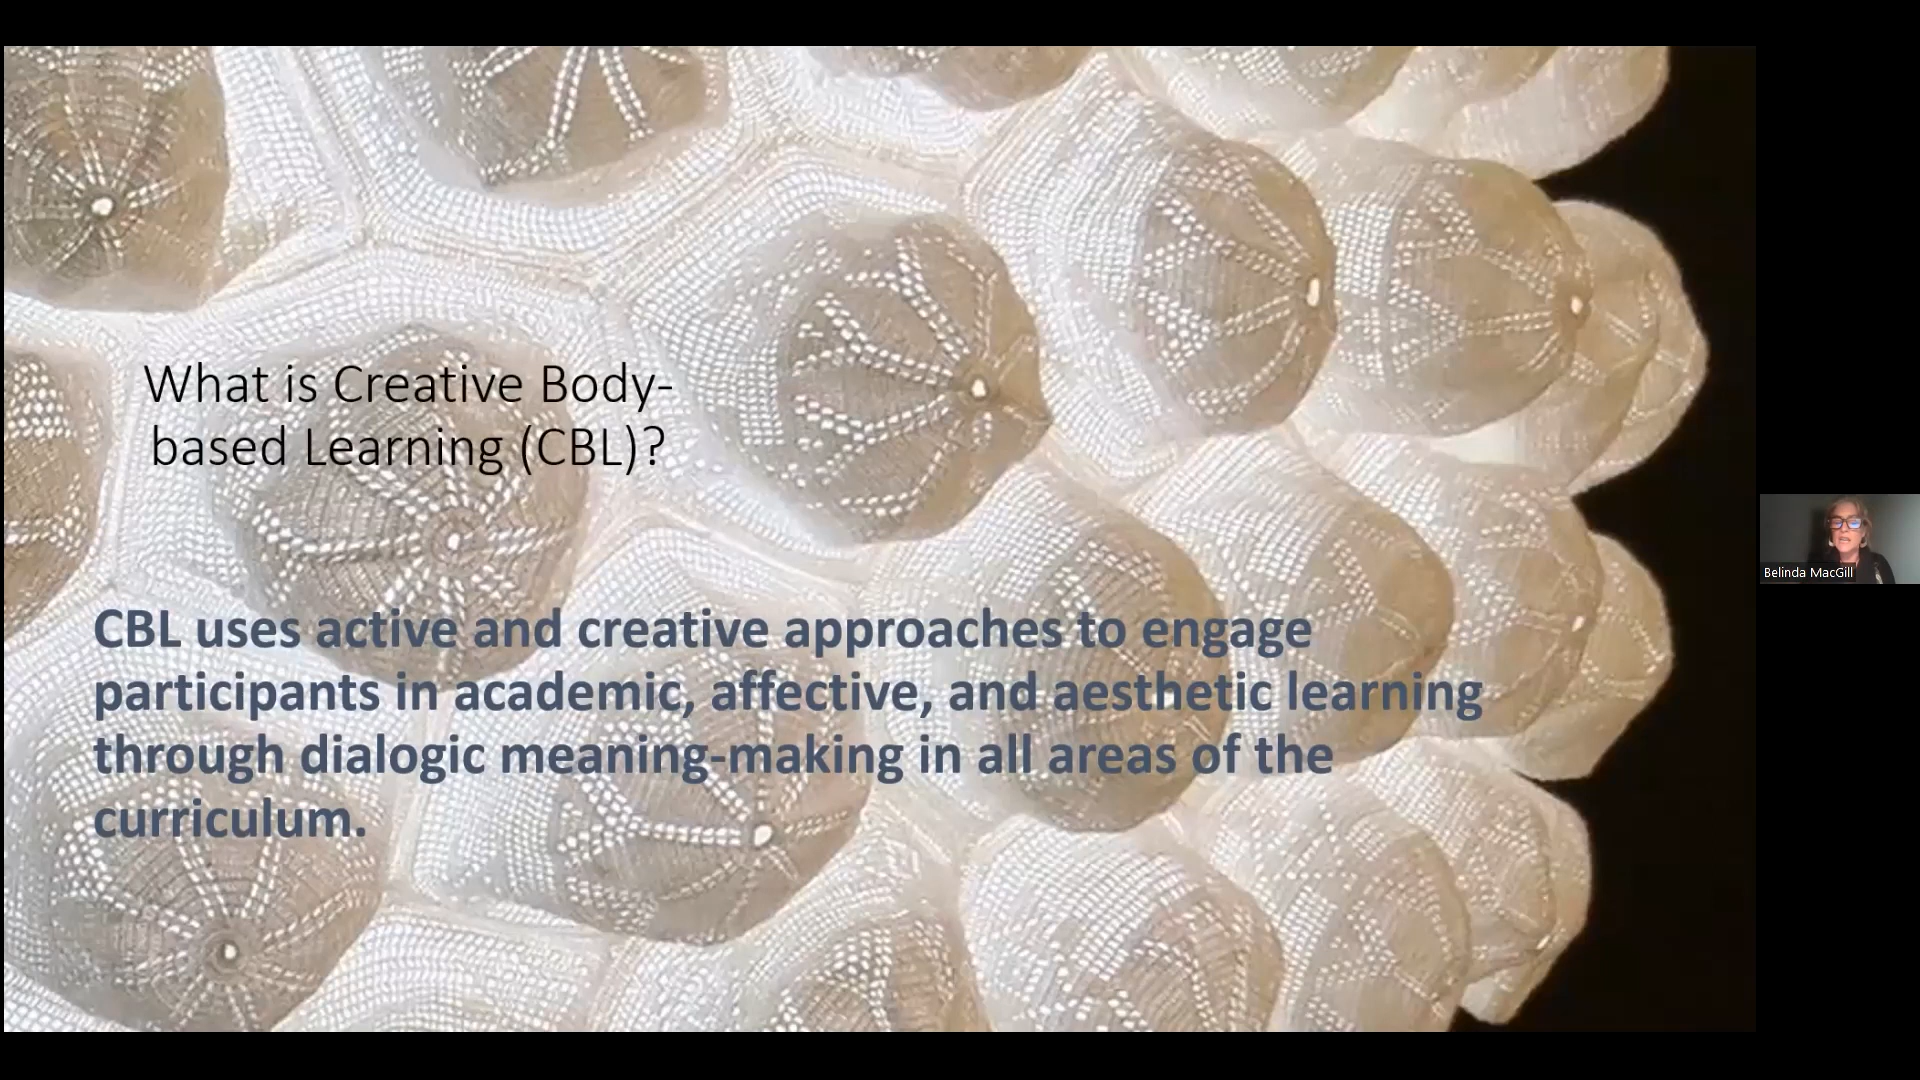 What is Creative Body-
based Learning (CBL)?
CBL uses active and creative approaches to engage
participants in academic, affective, and aesthetic learning
through dialogic meaning-making in all areas of the
curriculum.
Belinda MacGill